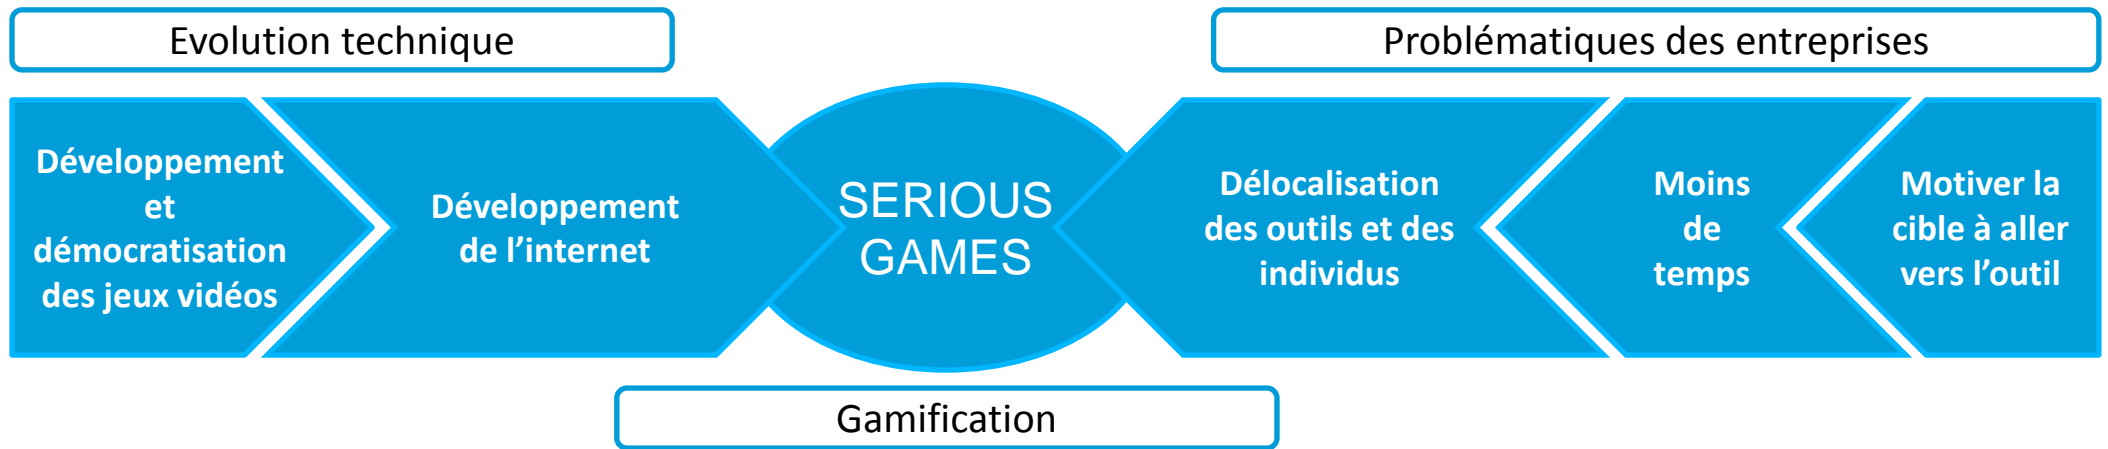 Evolution technique
Problématiques des entreprises
Développement
et
démocratisation
des jeux vidéos
Développement
de l’internet
SERIOUS
GAMES
Délocalisation
des outils et des
individus
Moins
de
temps
Motiver la
cible à aller
vers l’outil
Gamification